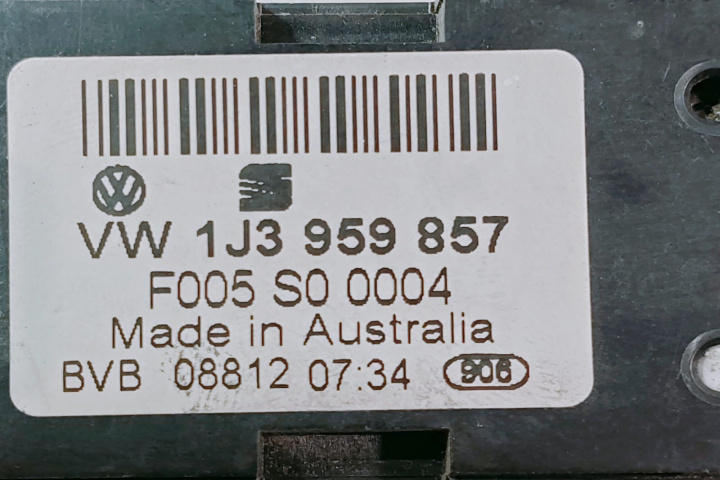 VW 1J3 959 857
F005 S0 0004
Made in Australia
BVB 08812 07:34 906